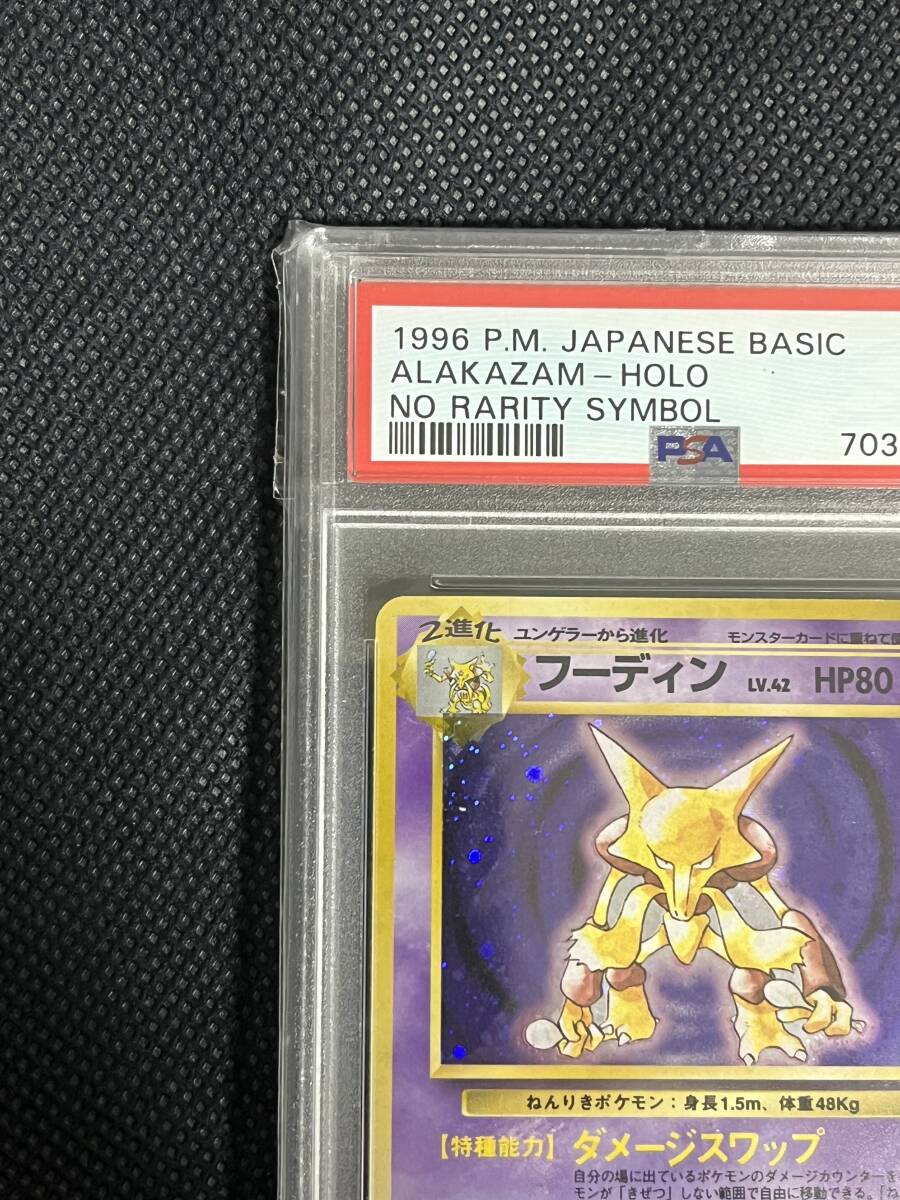 1996 P.M. JAPANESE BASIC
ALAKAZAM - HOLO
NO RARITY SYMBOL
PSA 703
2進化 ユンゲラーから進化 モンスターカードに重ねて使
フーディン LV.42 HP80
ねんりきポケモン：身長1.5m、体重48Kg
【特種能力】ダメージスワップ
自分の場に出ているポケモンのダメージカウンターを
モンが「きぜつ」しない範囲で自由に移動できる。「ね